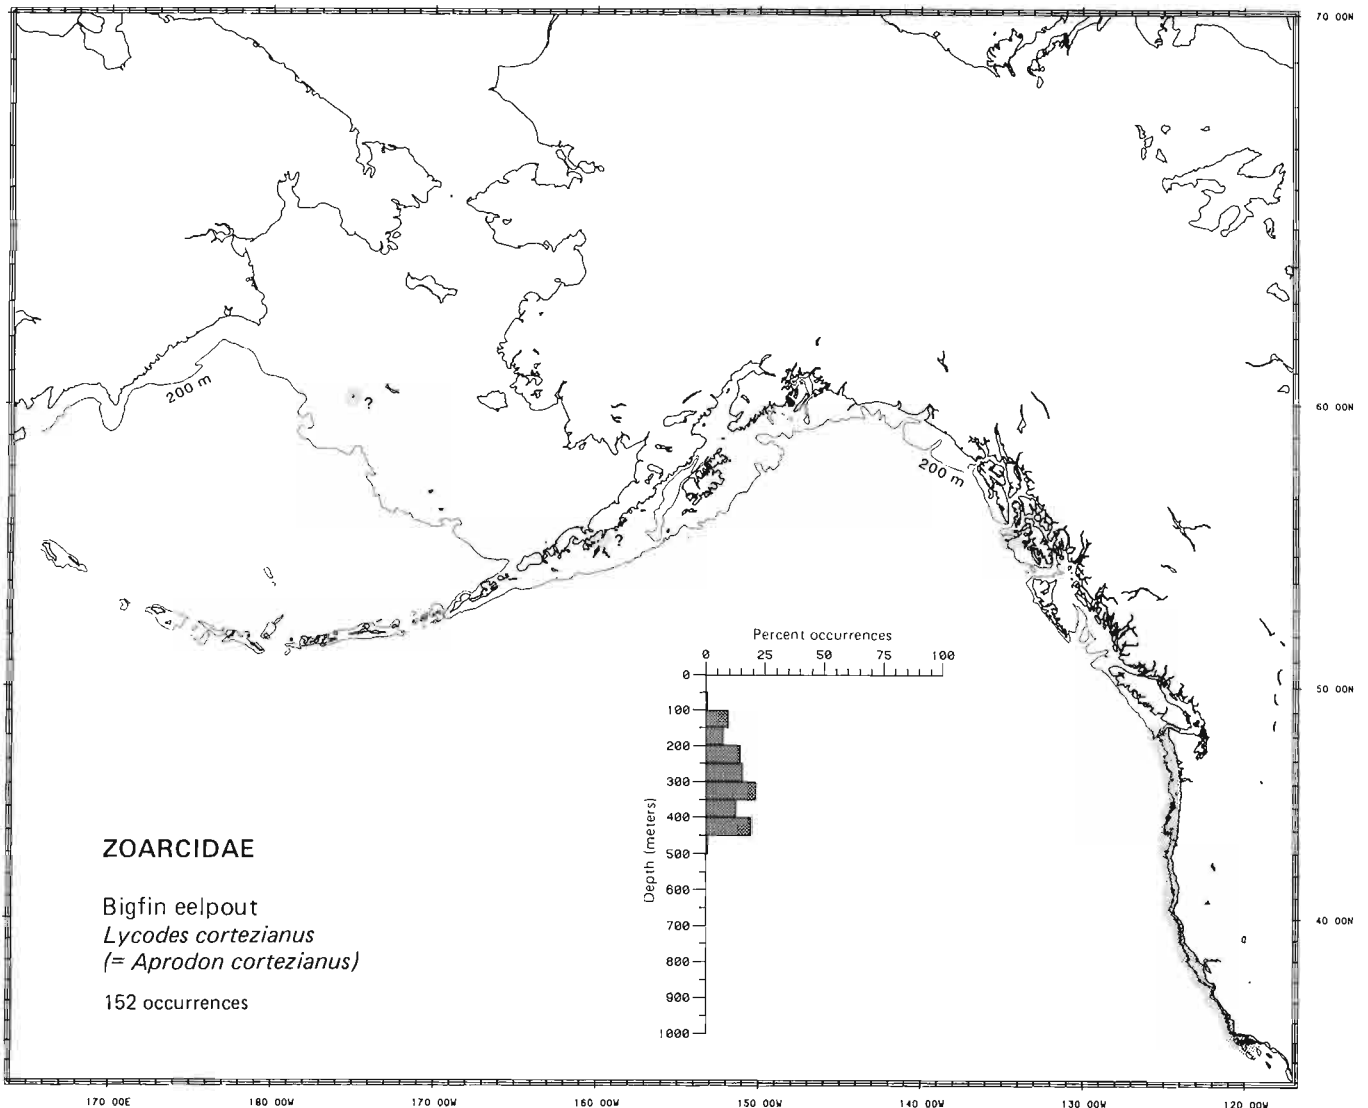 70 00N
200 m
?
60 00N
200 m
?
Percent occurrences
0 25 50 75 100
50 00N
0
100
200
300
400
500
600
700
800
900
1000
Depth (meters)
ZOARCIDAE
Bigfin eelpout
Lycodes cortezianus
(= Aprodon cortezianus)
152 occurrences
40 00N
170 00E 180 00W 170 00W 160 00W 150 00W 140 00W 130 00W 120 00W